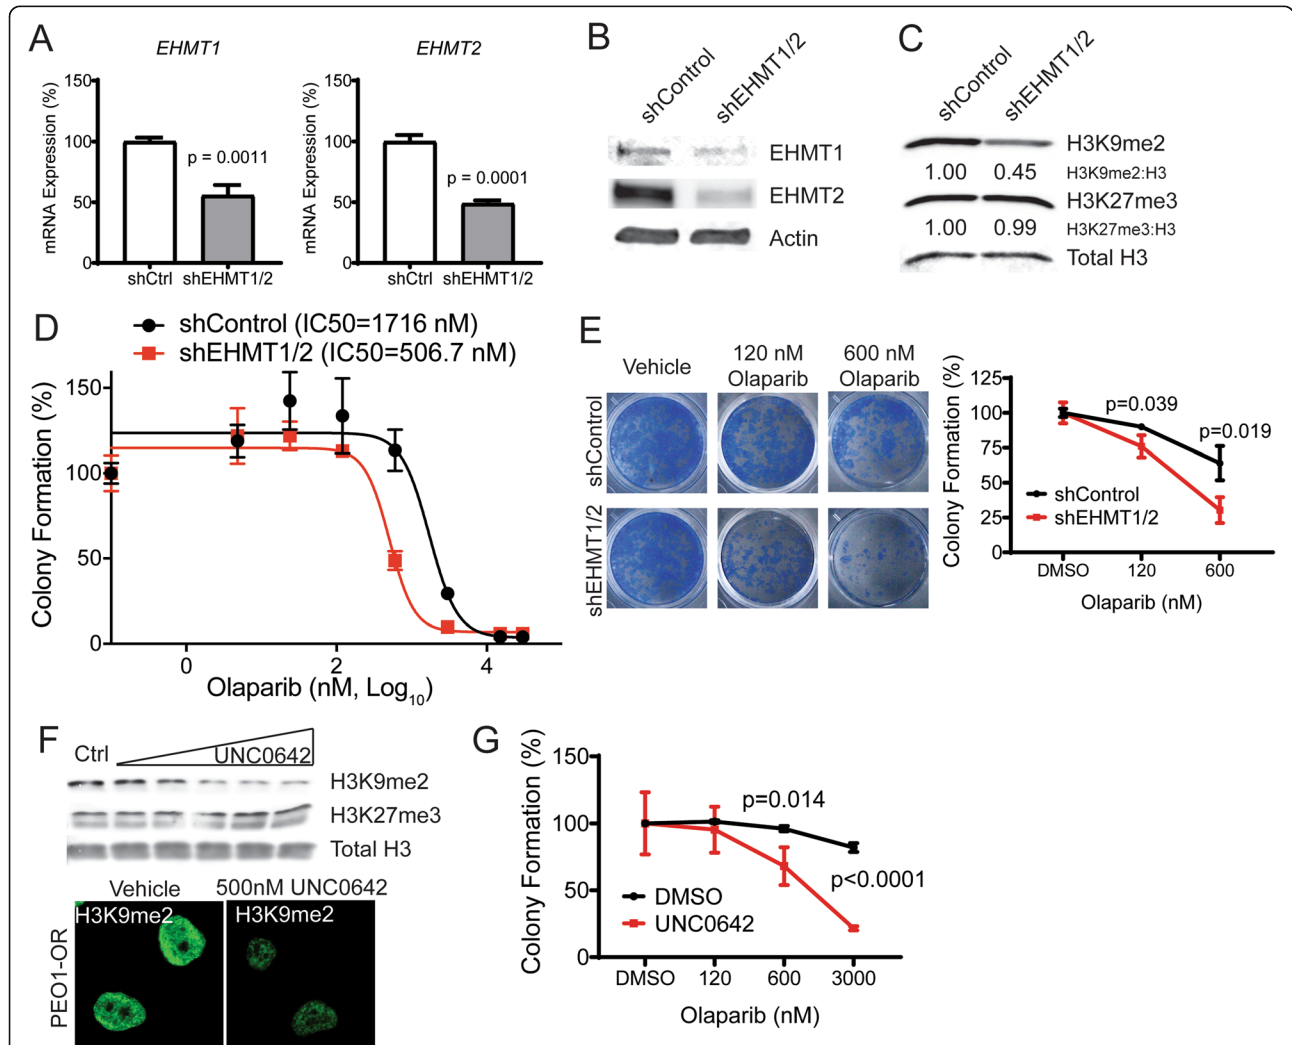 A
EHMT1
mRNA Expression (%)
150
100
50
0
p = 0.0011
shCtrl shEHMT1/2
EHMT2
mRNA Expression (%)
150
100
50
0
p = 0.0001
shCtrl shEHMT1/2
B
shControl
shEHMT1/2
EHMT1
EHMT2
Actin
C
shControl
shEHMT1/2
H3K9me2
1.00 0.45 H3K9me2:H3
H3K27me3
1.00 0.99 H3K27me3:H3
Total H3
D
shControl (IC50=1716 nM)
shEHMT1/2 (IC50=506.7 nM)
Colony Formation (%)
150
100
50
0
0 2 4
Olaparib (nM, Log10)
E
Vehicle
120 nM
Olaparib
600 nM
Olaparib
shControl
shEHMT1/2
Colony Formation (%)
125
100
75
50
25
0
p=0.039
p=0.019
shControl
shEHMT1/2
DMSO 120 600
Olaparib (nM)
F
Ctrl
UNC0642
H3K9me2
H3K27me3
Total H3
Vehicle
500nM UNC0642
H3K9me2
H3K9me2
PEO1-OR
G
Colony Formation (%)
150
100
50
0
p=0.014
p<0.0001
DMSO
UNC0642
DMSO 120 600 3000
Olaparib (nM)